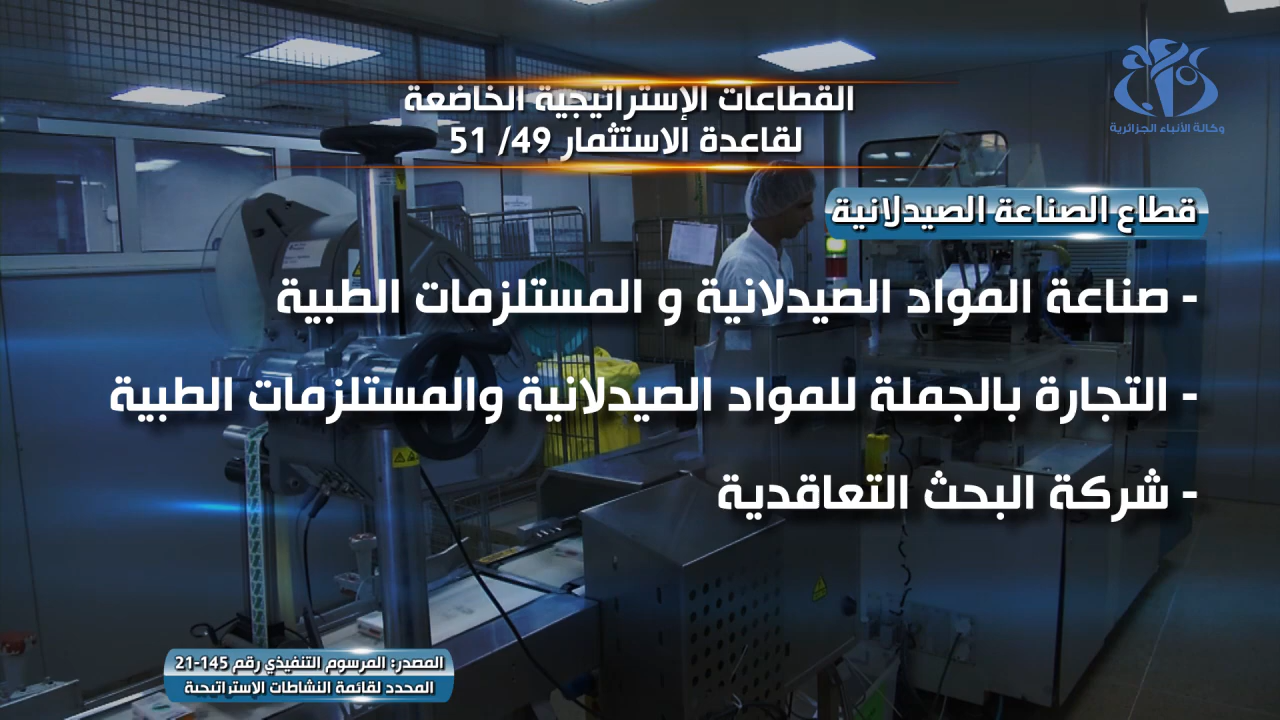 وكالة الأنباء الجزائرية
القطاعات الإستراتيجية الخاضعة
لقاعدة الاستثمار 49/ 51
قطاع الصناعة الصيدلانية
- صناعة المواد الصيدلانية و المستلزمات الطبية
- التجارة بالجملة للمواد الصيدلانية والمستلزمات الطبية
- شركة البحث التعاقدية
المصدر: المرسوم التنفيذي رقم 145-21
المحدد لقائمة النشاطات الإستراتيجية